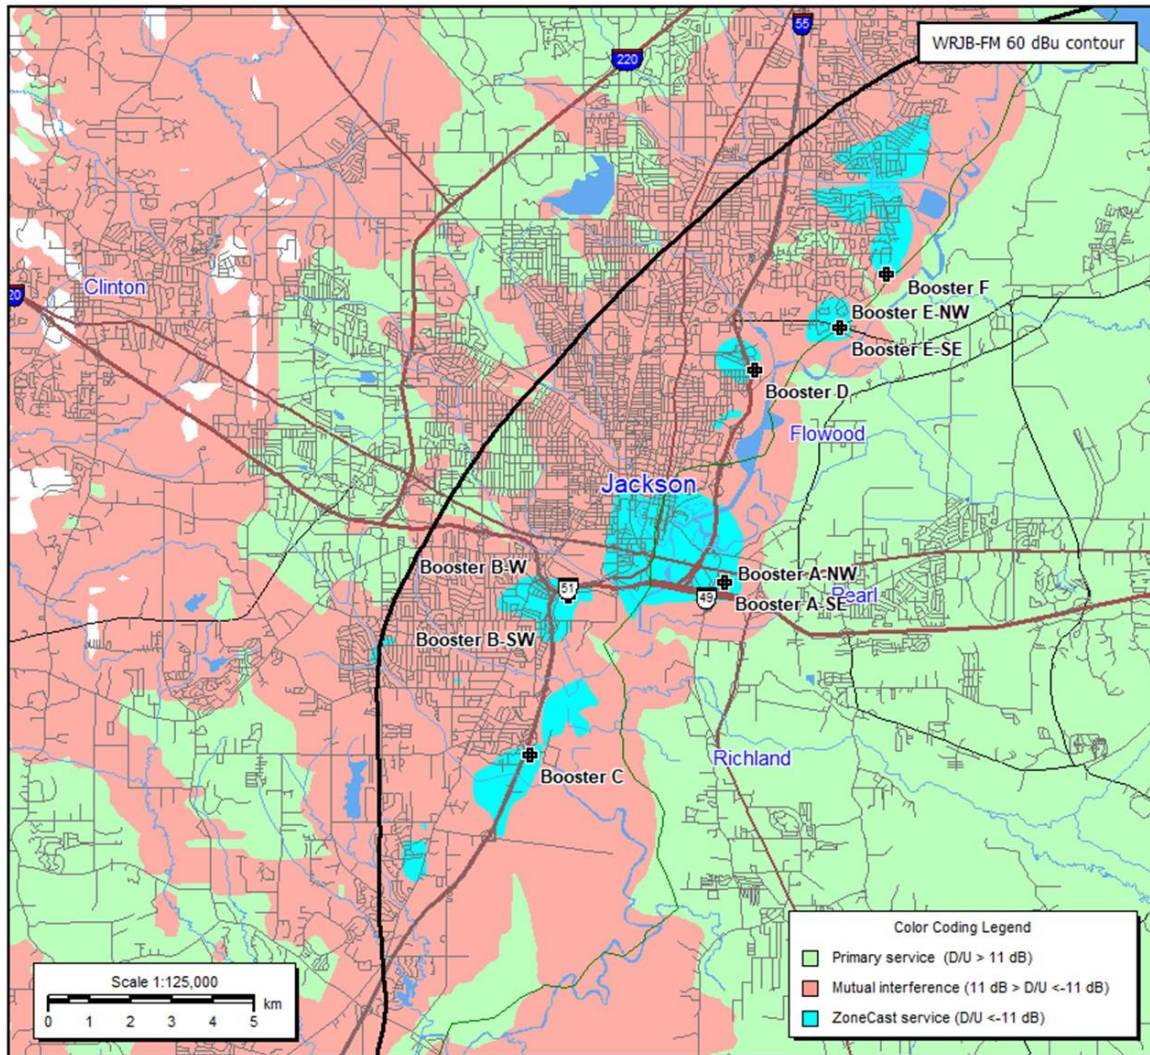 55
WRJB-FM 60 dBu contour
220
Booster F
Clinton
20
Booster E-NW
Booster E-SE
Booster D
Flowood
Jackson
Booster B-W
51
Booster A-NW
Pearl
49
Booster A-SE
Booster B-SW
Richland
Booster C
Color Coding Legend
Primary service (D/U > 11 dB)
Mutual interference (11 dB > D/U <-11 dB)
ZoneCast service (D/U <-11 dB)
Scale 1:125,000
km
0 1 2 3 4 5